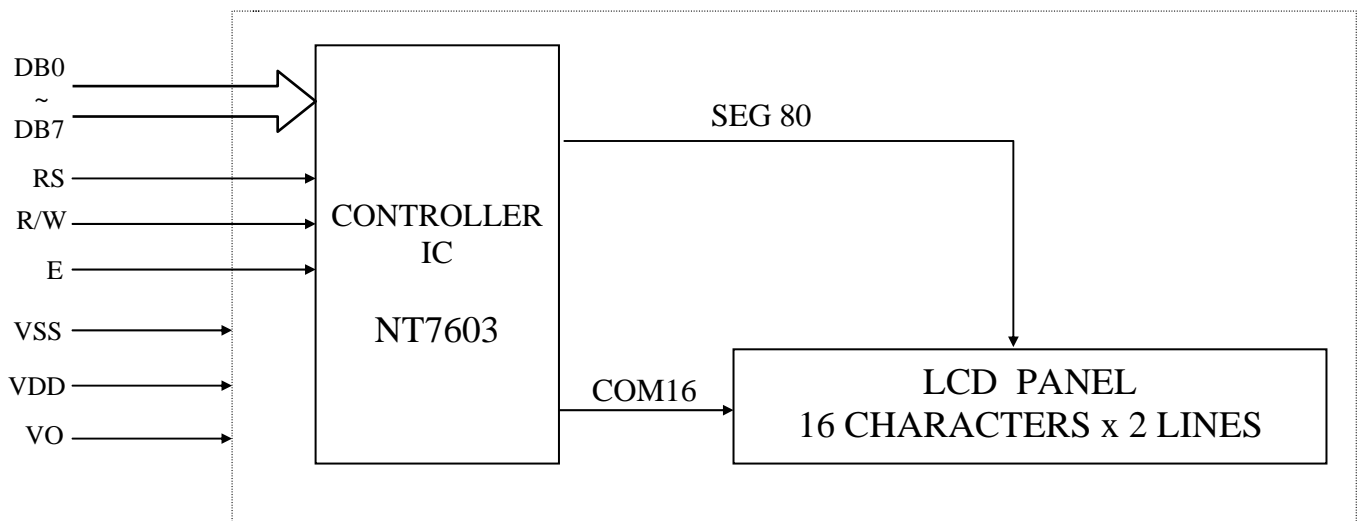 DB0
~
DB7
RS
R/W
E
VSS
VDD
VO
CONTROLLER
IC
NT7603
SEG 80
COM16
LCD PANEL
16 CHARACTERS x 2 LINES